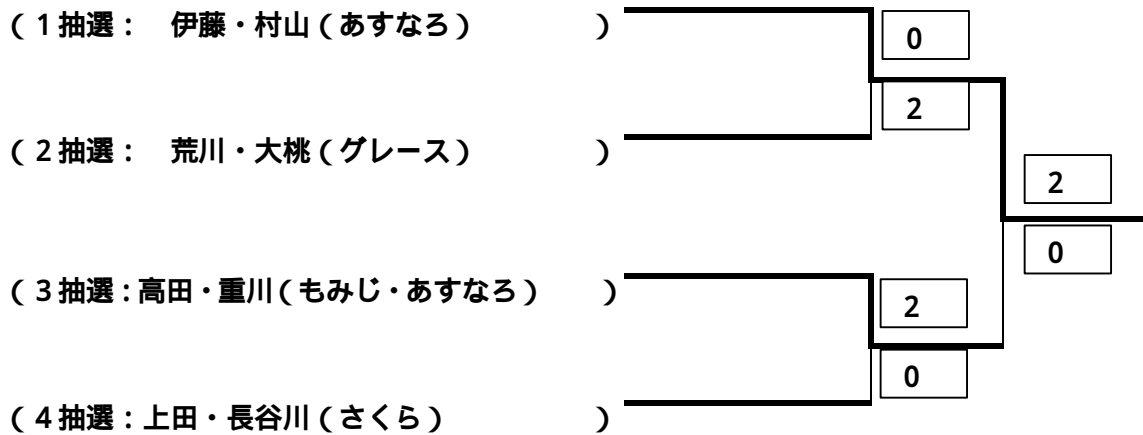 (1抽選： 伊藤・村山(あすなろ) )
0
2
(2抽選： 荒川・大桃(グレース) )
2
0
(3抽選：高田・重川(もみじ・あすなろ) )
2
0
(4抽選：上田・長谷川(さくら) )